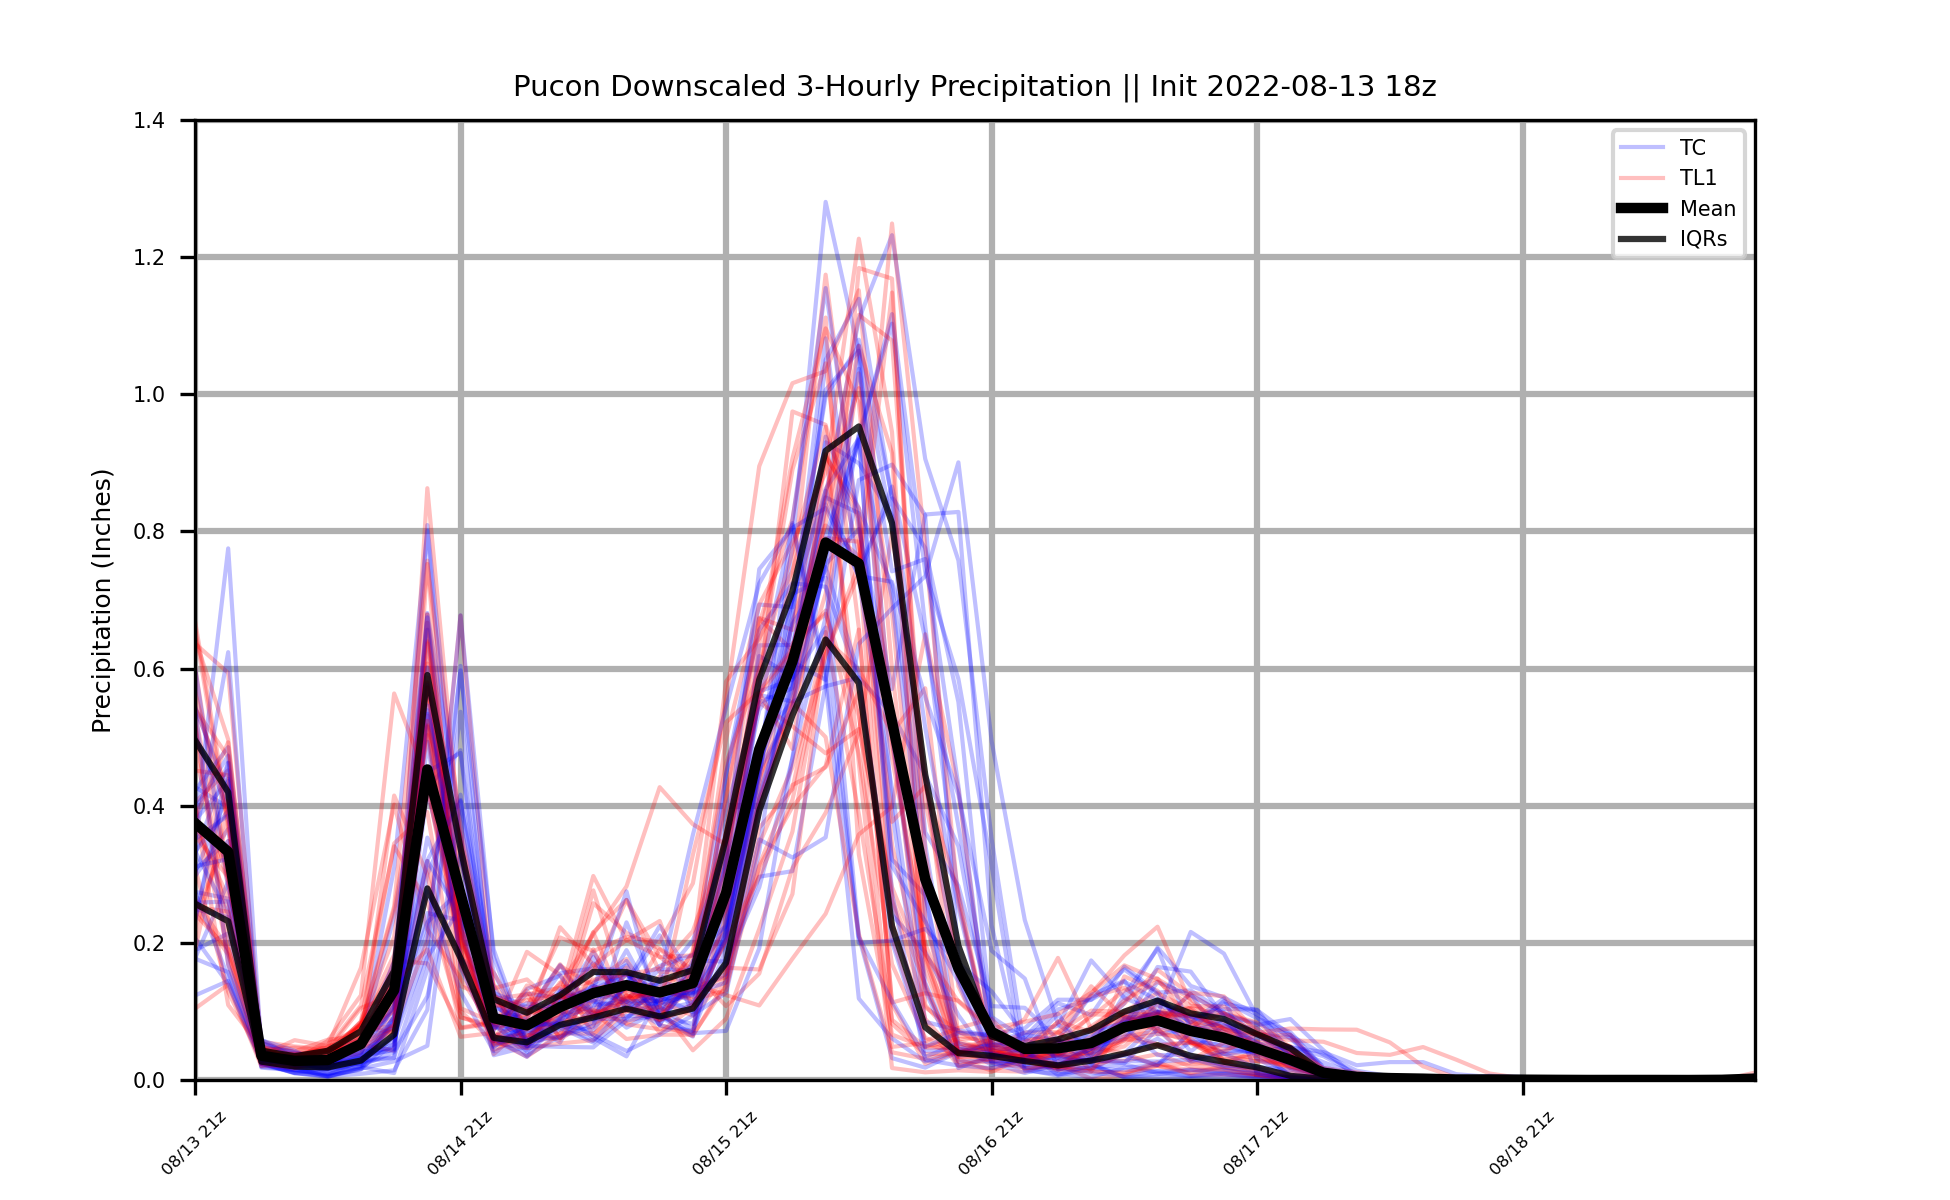 Pucon Downscaled 3-Hourly Precipitation || Init 2022-08-13 18z
Precipitation (Inches)
1.4
1.2
1.0
0.8
0.6
0.4
0.2
0.0
TC
TL1
Mean
IQRs
08/13 21z
08/14 21z
08/15 21z
08/16 21z
08/17 21z
08/18 21z